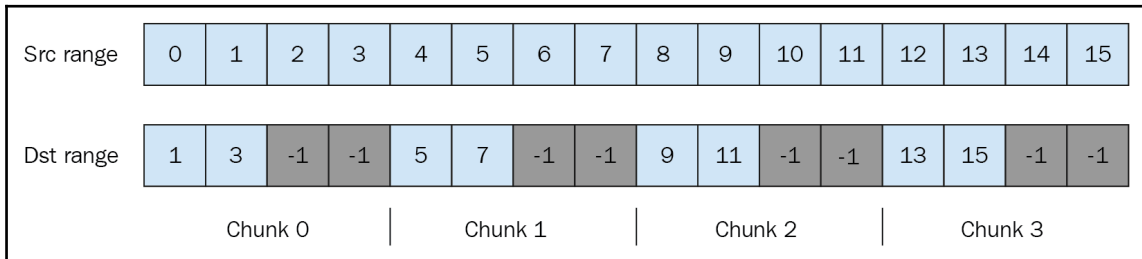 Src range 0 1 2 3 4 5 6 7 8 9 10 11 12 13 14 15
Dst range 1 3 -1 -1 5 7 -1 -1 9 11 -1 -1 13 15 -1 -1
Chunk 0 Chunk 1 Chunk 2 Chunk 3